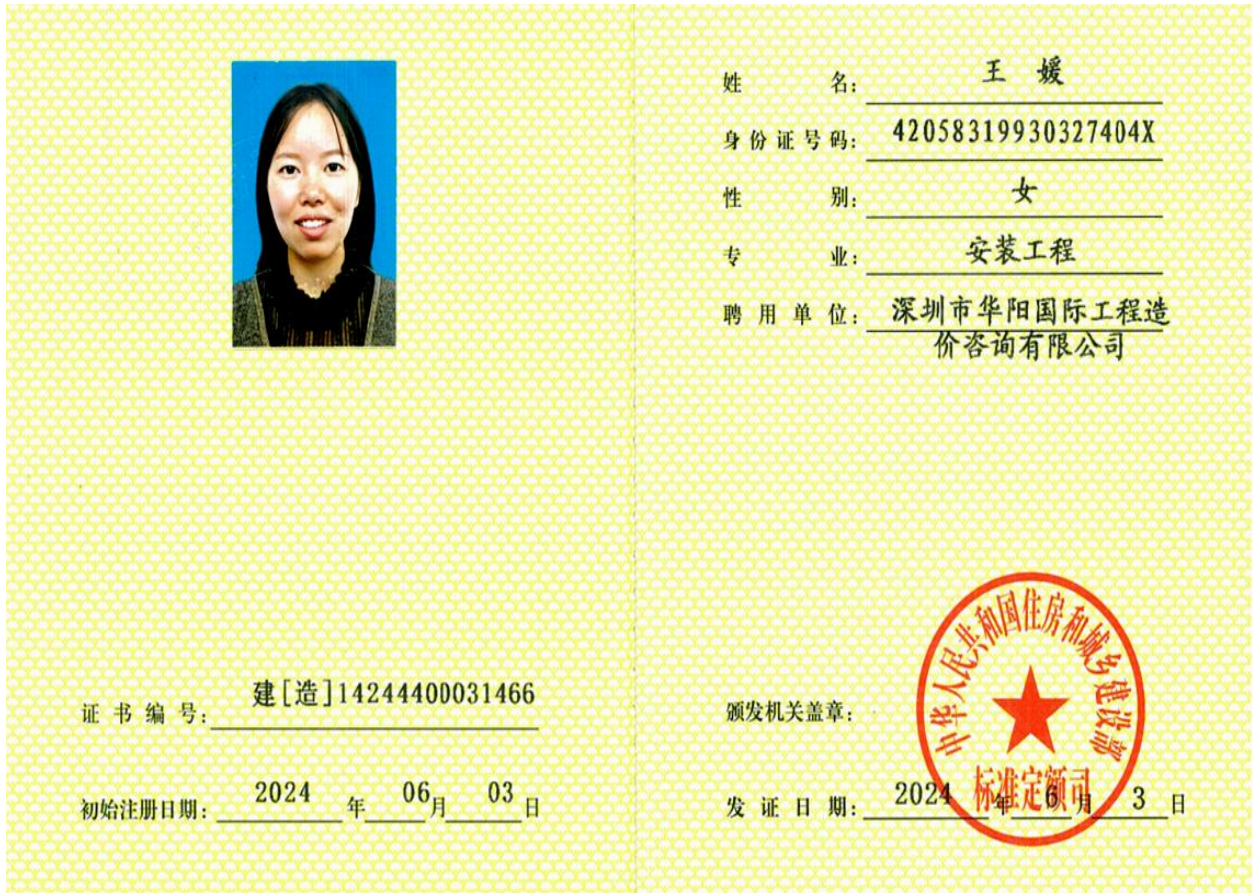 证书编号:建[造]14244400031466
初始注册日期:2024年06月03日
姓名:王媛
身份证号码:42058319930327404X
性别:女
专业:安装工程
聘用单位:深圳市华阳国际工程造
价咨询有限公司
颁发机关盖章:
中华人民共和国住房和城乡建设部
标准定额司
发证日期:2024年6月3日